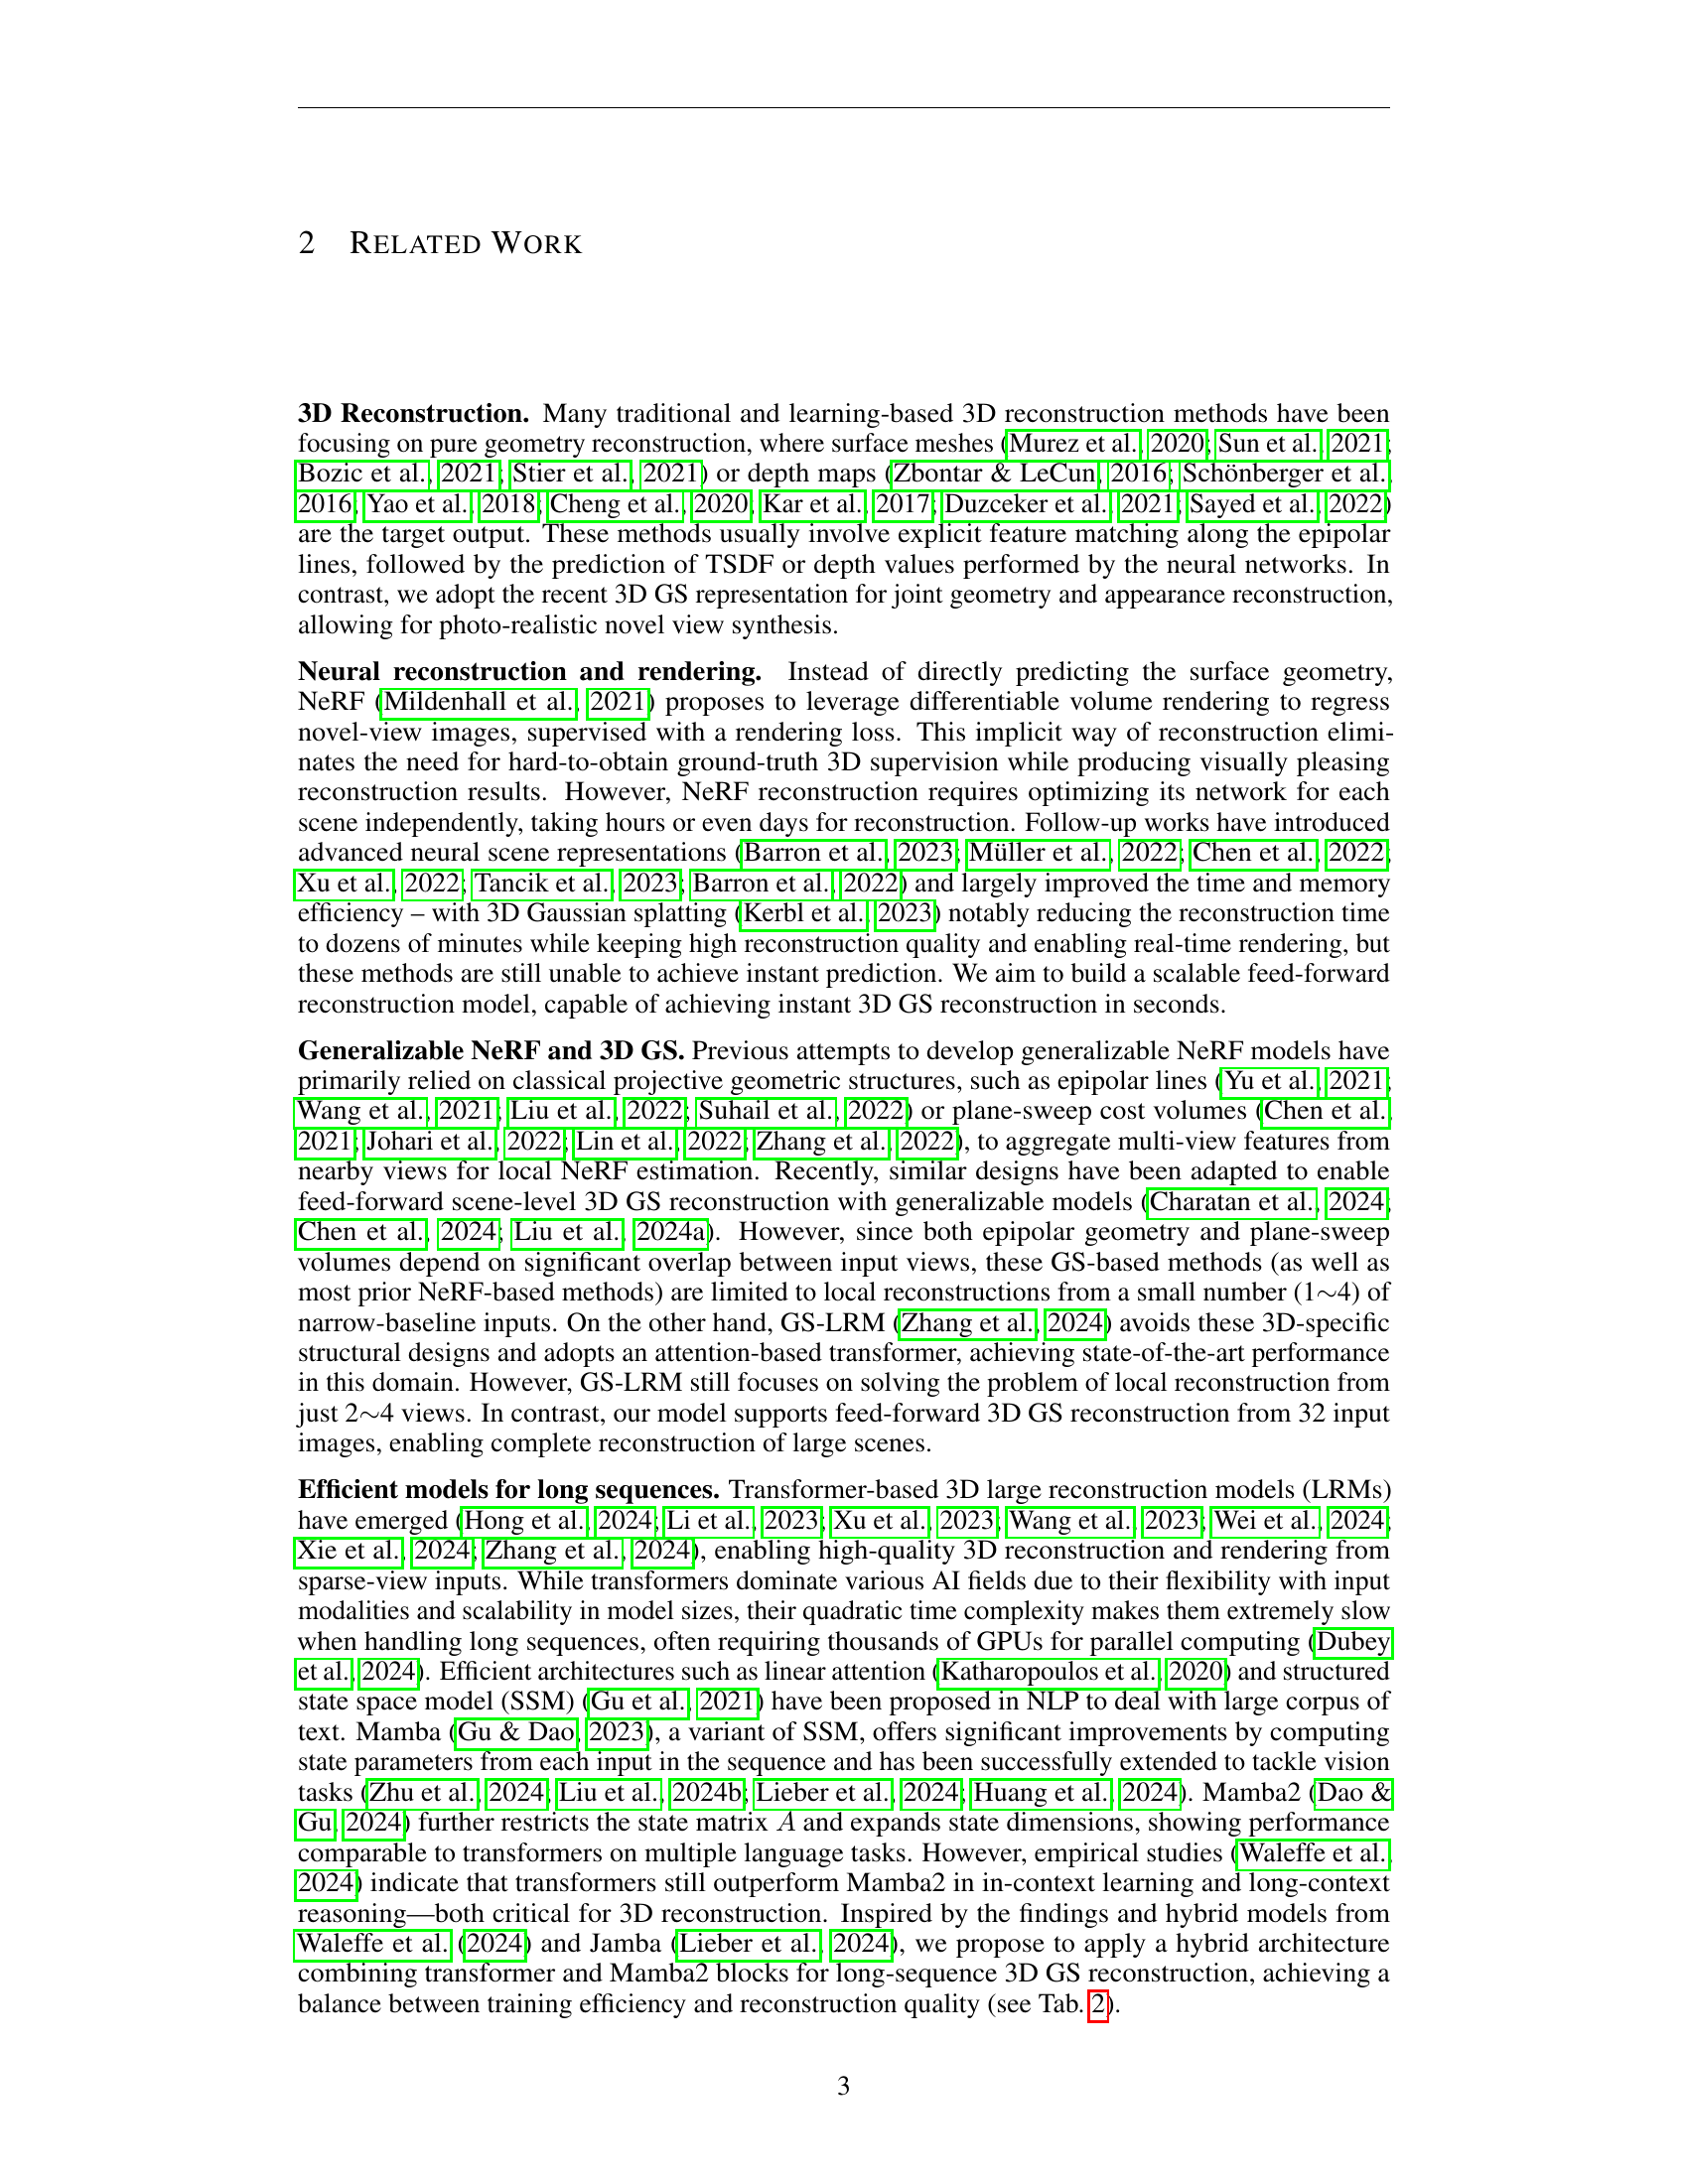 2 RELATED WORK
3D Reconstruction. Many traditional and learning-based 3D reconstruction methods have been
focusing on pure geometry reconstruction, where surface meshes (Murez et al., 2020; Sun et al., 2021;
Bozic et al., 2021; Stier et al., 2021) or depth maps (Zbontar & LeCun, 2016; Schönberger et al.,
2016; Yao et al., 2018; Cheng et al., 2020; Kar et al., 2017; Duzceker et al., 2021; Sayed et al., 2022)
are the target output. These methods usually involve explicit feature matching along the epipolar
lines, followed by the prediction of TSDF or depth values performed by the neural networks. In
contrast, we adopt the recent 3D GS representation for joint geometry and appearance reconstruction,
allowing for photo-realistic novel view synthesis.
Neural reconstruction and rendering. Instead of directly predicting the surface geometry,
NeRF (Mildenhall et al., 2021) proposes to leverage differentiable volume rendering to regress
novel-view images, supervised with a rendering loss. This implicit way of reconstruction elimi-
nates the need for hard-to-obtain ground-truth 3D supervision while producing visually pleasing
reconstruction results. However, NeRF reconstruction requires optimizing its network for each
scene independently, taking hours or even days for reconstruction. Follow-up works have introduced
advanced neural scene representations (Barron et al., 2023; Müller et al., 2022; Chen et al., 2022;
Xu et al., 2022; Tancik et al., 2023; Barron et al., 2022) and largely improved the time and memory
efficiency – with 3D Gaussian splatting (Kerbl et al., 2023) notably reducing the reconstruction time
to dozens of minutes while keeping high reconstruction quality and enabling real-time rendering, but
these methods are still unable to achieve instant prediction. We aim to build a scalable feed-forward
reconstruction model, capable of achieving instant 3D GS reconstruction in seconds.
Generalizable NeRF and 3D GS. Previous attempts to develop generalizable NeRF models have
primarily relied on classical projective geometric structures, such as epipolar lines (Yu et al., 2021;
Wang et al., 2021; Liu et al., 2022; Suhail et al., 2022) or plane-sweep cost volumes (Chen et al.,
2021; Johari et al., 2022; Lin et al., 2022; Zhang et al., 2022), to aggregate multi-view features from
nearby views for local NeRF estimation. Recently, similar designs have been adapted to enable
feed-forward scene-level 3D GS reconstruction with generalizable models (Charatan et al., 2024;
Chen et al., 2024; Liu et al., 2024a). However, since both epipolar geometry and plane-sweep
volumes depend on significant overlap between input views, these GS-based methods (as well as
most prior NeRF-based methods) are limited to local reconstructions from a small number (1∼4) of
narrow-baseline inputs. On the other hand, GS-LRM (Zhang et al., 2024) avoids these 3D-specific
structural designs and adopts an attention-based transformer, achieving state-of-the-art performance
in this domain. However, GS-LRM still focuses on solving the problem of local reconstruction from
just 2∼4 views. In contrast, our model supports feed-forward 3D GS reconstruction from 32 input
images, enabling complete reconstruction of large scenes.
Efficient models for long sequences. Transformer-based 3D large reconstruction models (LRMs)
have emerged (Hong et al., 2024; Li et al., 2023; Xu et al., 2023; Wang et al., 2023; Wei et al., 2024;
Xie et al., 2024; Zhang et al., 2024), enabling high-quality 3D reconstruction and rendering from
sparse-view inputs. While transformers dominate various AI fields due to their flexibility with input
modalities and scalability in model sizes, their quadratic time complexity makes them extremely slow
when handling long sequences, often requiring thousands of GPUs for parallel computing (Dubey
et al., 2024). Efficient architectures such as linear attention (Katharopoulos et al., 2020) and structured
state space model (SSM) (Gu et al., 2021) have been proposed in NLP to deal with large corpus of
text. Mamba (Gu & Dao, 2023), a variant of SSM, offers significant improvements by computing
state parameters from each input in the sequence and has been successfully extended to tackle vision
tasks (Zhu et al., 2024; Liu et al., 2024b; Lieber et al., 2024; Huang et al., 2024). Mamba2 (Dao &
Gu, 2024) further restricts the state matrix A and expands state dimensions, showing performance
comparable to transformers on multiple language tasks. However, empirical studies (Waleffe et al.,
2024) indicate that transformers still outperform Mamba2 in in-context learning and long-context
reasoning—both critical for 3D reconstruction. Inspired by the findings and hybrid models from
Waleffe et al. (2024) and Jamba (Lieber et al., 2024), we propose to apply a hybrid architecture
combining transformer and Mamba2 blocks for long-sequence 3D GS reconstruction, achieving a
balance between training efficiency and reconstruction quality (see Tab. 2).
3